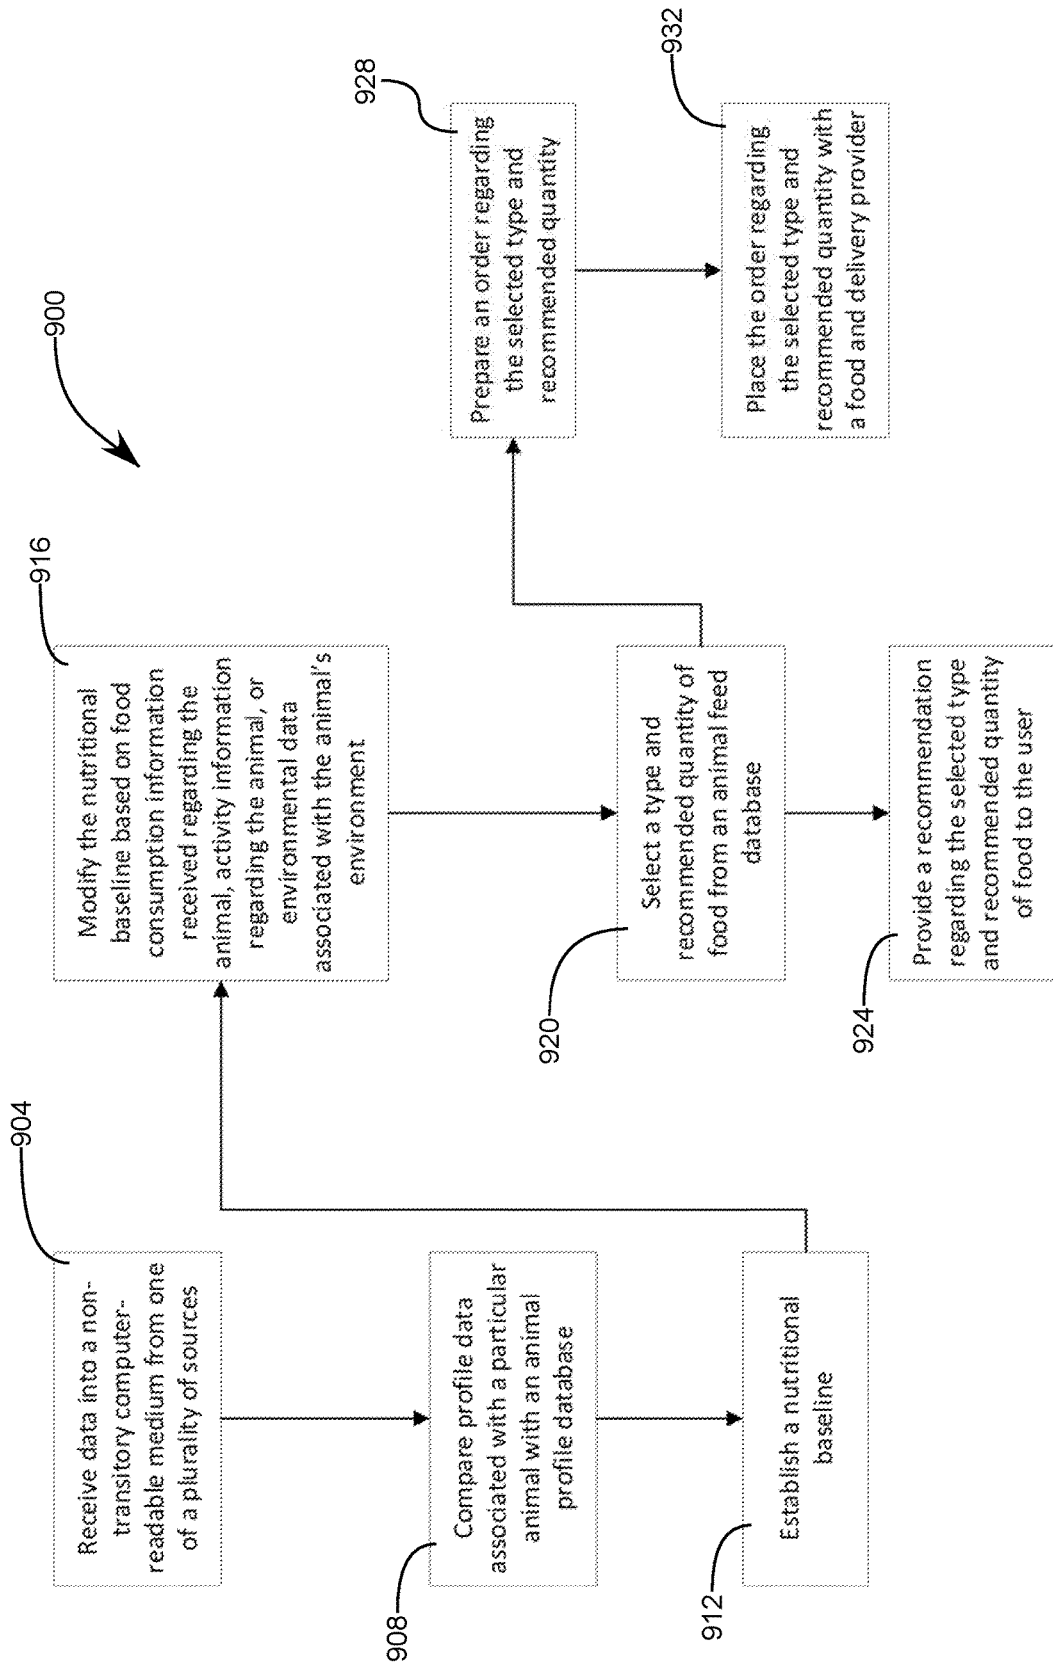 900
904
Receive data into a non-
transitory computer-
readable medium from one
of a plurality of sources
908
Compare profile data
associated with a particular
animal with an animal
profile database
912
Establish a nutritional
baseline
916
Modify the nutritional
baseline based on food
consumption information
received regarding the
animal, activity information
regarding the animal, or
environmental data
associated with the animal's
environment
920
Select a type and
recommended quantity of
food from an animal feed
database
924
Provide a recommendation
regarding the selected type
and recommended quantity
of food to the user
928
Prepare an order regarding
the selected type and
recommended quantity
932
Place the order regarding
the selected type and
recommended quantity with
a food and delivery provider